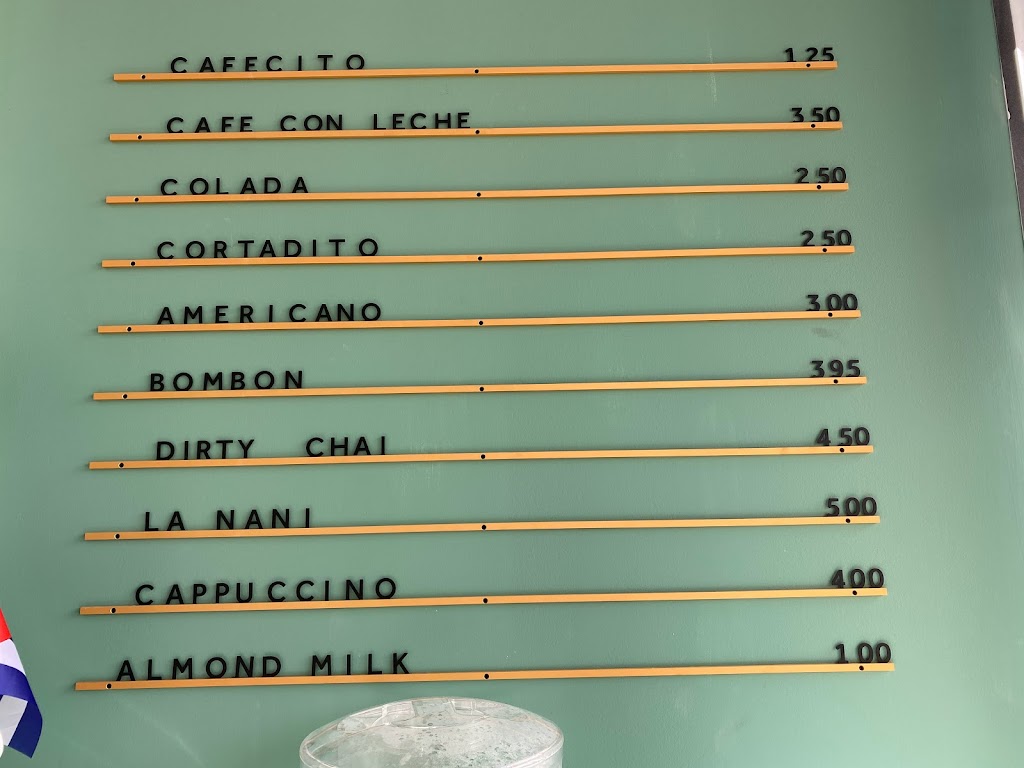 CAFECITO 1 25
CAFE CON LECHE 3 50
COLADA 2 50
CORTADITO 2 50
AMERICANO 3 00
BOMBON 3 95
DIRTY CHAI 4 50
LA NANI 5 00
CAPPUCCINO 4 00
ALMOND MILK 1 00